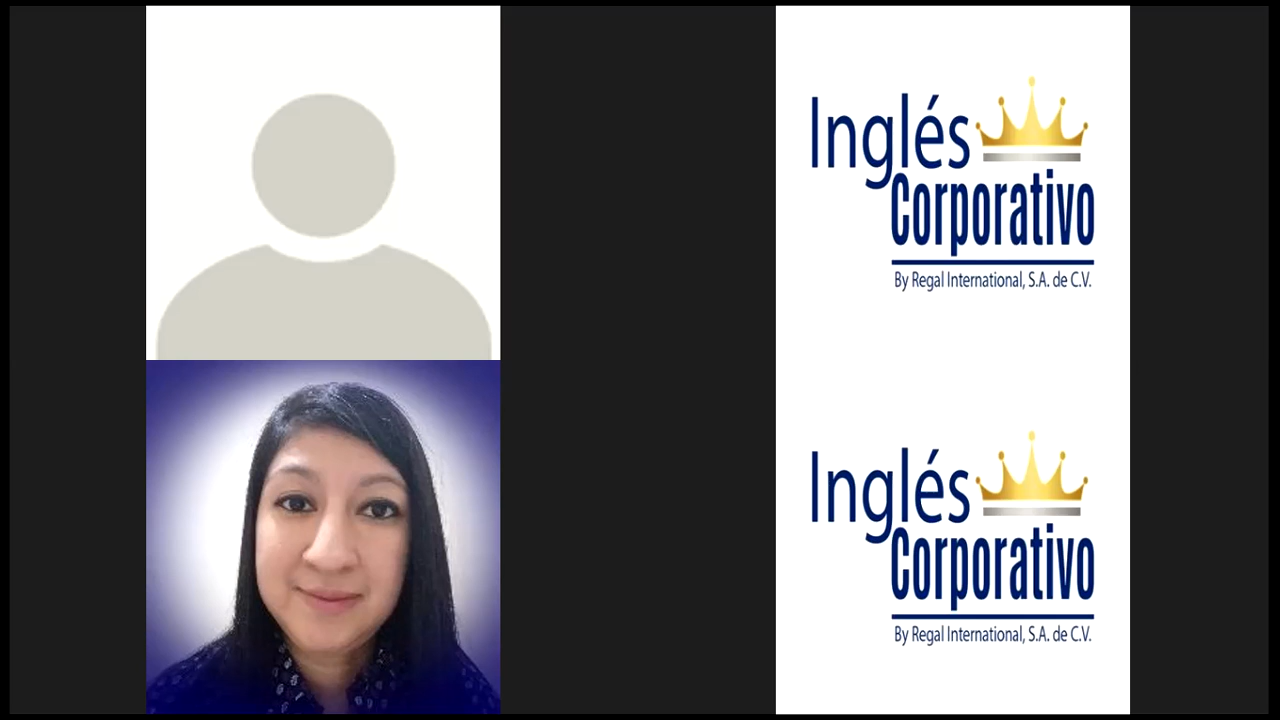 Inglés
Corporativo
By Regal International, S.A. de C.V.
Inglés
Corporativo
By Regal International, S.A. de C.V.